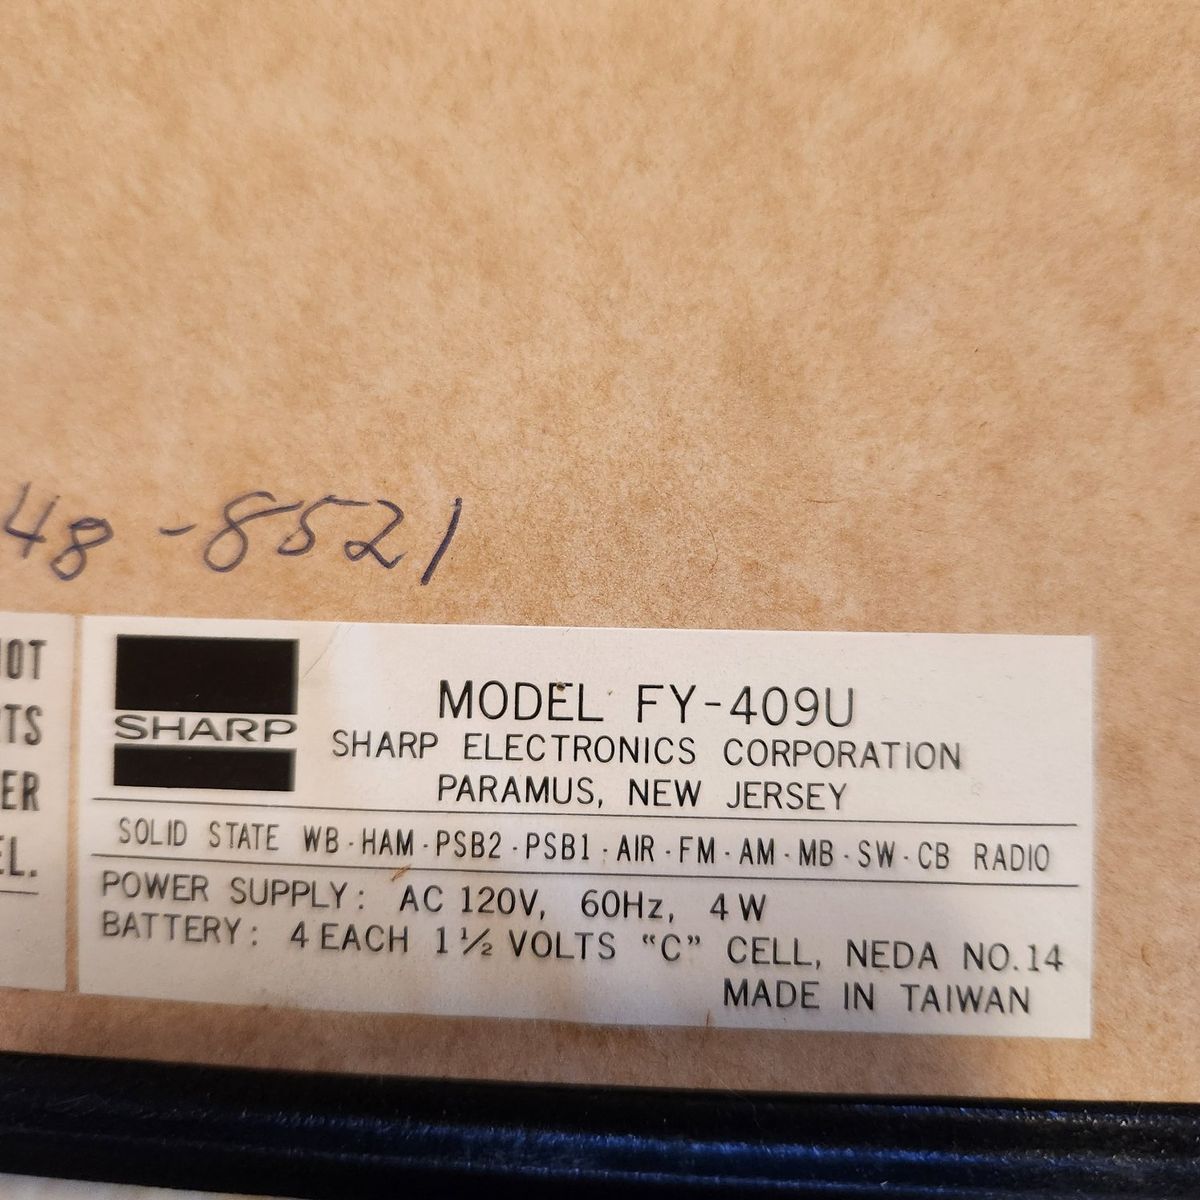 48-8521
OT
RTS
ER
EL.
SHARP
MODEL FY-409U
SHARP ELECTRONICS CORPORATION
PARAMUS, NEW JERSEY
SOLID STATE WB·HAM·PSB2·PSB1·AIR·FM·AM·MB·SW·CB RADIO
POWER SUPPLY: AC 120V, 60Hz, 4W
BATTERY: 4 EACH 1½ VOLTS “C” CELL, NEDA NO.14
MADE IN TAIWAN